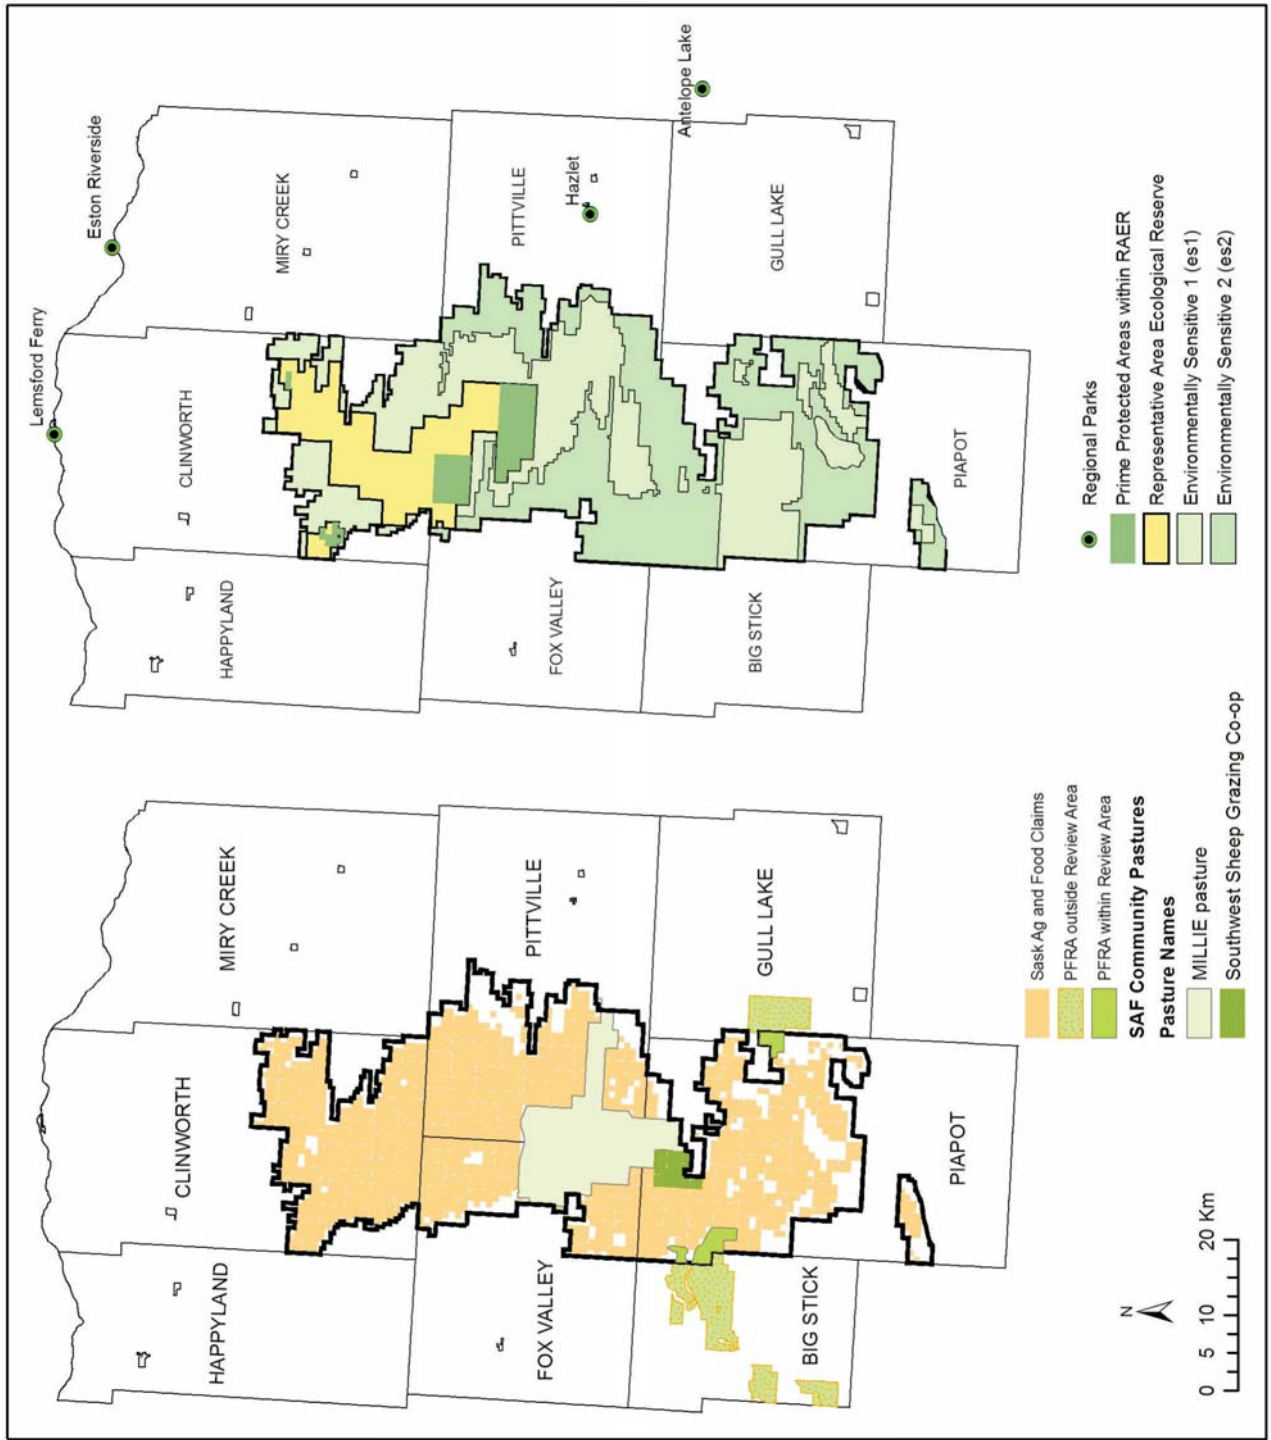 HAPPYLAND
CLINWORTH
MIRY CREEK
FOX VALLEY
PITTVILLE
BIG STICK
GULL LAKE
PIAPOT
N
0 5 10 20 Km
Sask Ag and Food Claims
PFRA outside Review Area
PFRA within Review Area
SAF Community Pastures
Pasture Names
MILLIE pasture
Southwest Sheep Grazing Co-op
Lemsford Ferry
Eston Riverside
HAPPYLAND
CLINWORTH
MIRY CREEK
FOX VALLEY
PITTVILLE
Hazlet
Antelope Lake
BIG STICK
GULL LAKE
PIAPOT
Regional Parks
Prime Protected Areas within RAER
Representative Area Ecological Reserve
Environmentally Sensitive 1 (es1)
Environmentally Sensitive 2 (es2)